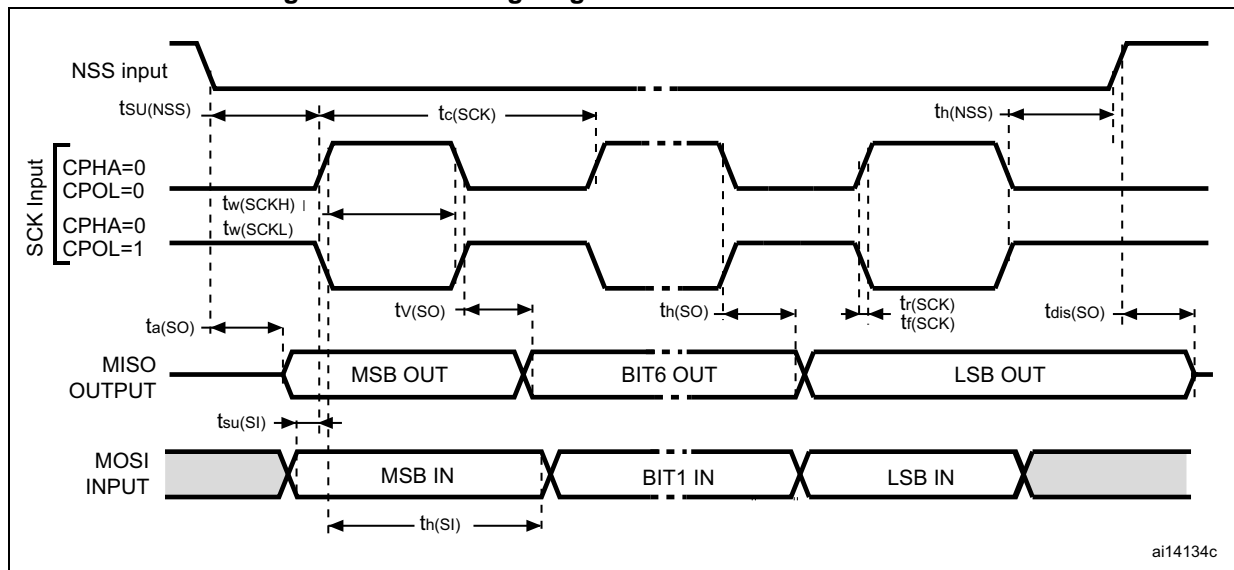 NSS input
tSU(NSS)
tc(SCK)
th(NSS)
SCK Input
CPHA=0
CPOL=0
tw(SCKH)
CPHA=0
tw(SCKL)
CPOL=1
ta(SO)
tV(SO)
th(SO)
tr(SCK)
tf(SCK)
tdis(SO)
MISO
OUTPUT
MSB OUT
BIT6 OUT
LSB OUT
tsu(SI)
MOSI
INPUT
MSB IN
BIT1 IN
LSB IN
th(SI)
ai14134c